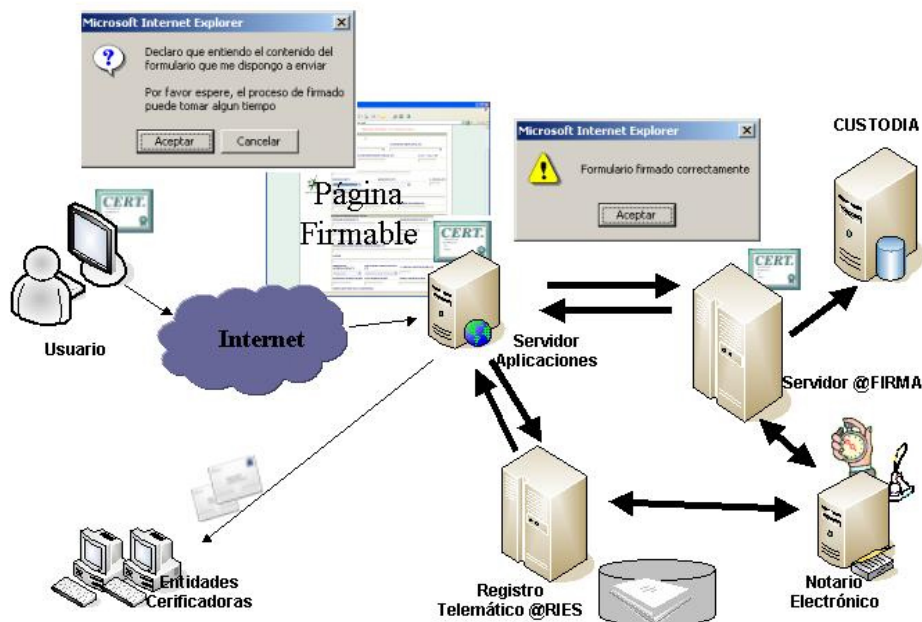 Microsoft Internet Explorer
Declaro que entiendo el contenido del
formulario que me dispongo a enviar
Por favor espere, el proceso de firmado
puede tomar algun tiempo
Aceptar
Cancelar
Microsoft Internet Explorer
Formulario firmado correctamente
Aceptar
CUSTODIA
CERT.
Página
Firmable
CERT.
CERT.
Usuario
Internet
Servidor
Aplicaciones
Servidor @FIRMA
Entidades
Cerificadoras
Registro
Telemático @RIES
Notario
Electrónico